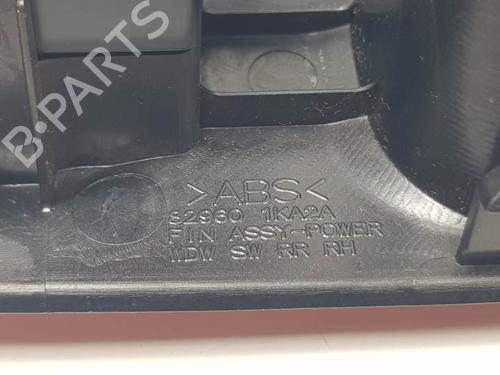 B-PARTS
>ABS<
82960 1KA2A
FIN ASSY-POWER
WDW SW RR RH